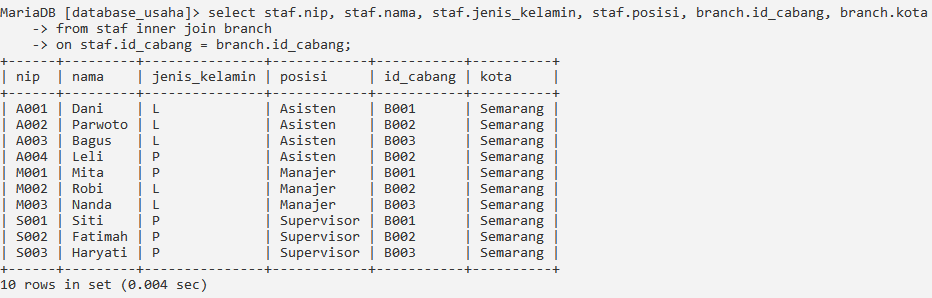 MariaDB [database_usaha]> select staf.nip, staf.nama, staf.jenis_kelamin, staf.posisi, branch.id_cabang, branch.kota
    -> from staf inner join branch
    -> on staf.id_cabang = branch.id_cabang;
+------+---------+---------------+------------+-----------+----------+
| nip  | nama    | jenis_kelamin | posisi     | id_cabang | kota     |
+------+---------+---------------+------------+-----------+----------+
| A001 | Dani    | L             | Asisten    | B001      | Semarang |
| A002 | Parwoto | L             | Asisten    | B002      | Semarang |
| A003 | Bagus   | L             | Asisten    | B003      | Semarang |
| A004 | Leli    | P             | Asisten    | B002      | Semarang |
| M001 | Mita    | P             | Manajer    | B001      | Semarang |
| M002 | Robi    | L             | Manajer    | B002      | Semarang |
| M003 | Nanda   | L             | Manajer    | B003      | Semarang |
| S001 | Siti    | P             | Supervisor | B001      | Semarang |
| S002 | Fatimah | P             | Supervisor | B002      | Semarang |
| S003 | Haryati | P             | Supervisor | B003      | Semarang |
+------+---------+---------------+------------+-----------+----------+
10 rows in set (0.004 sec)